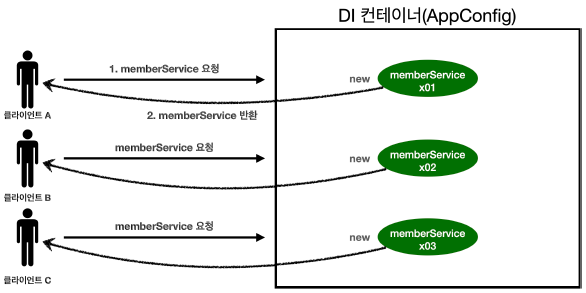 DI 컨테이너(AppConfig)
1. memberService 요청
new
memberService
x01
클라이언트 A
2. memberService 반환
memberService 요청
new
memberService
x02
클라이언트 B
memberService 요청
new
memberService
x03
클라이언트 C